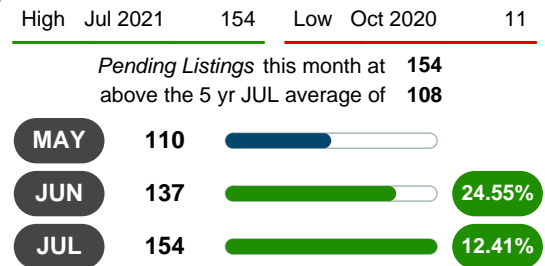 High Jul 2021 154 Low Oct 2020 11
Pending Listings this month at 154
above the 5 yr JUL average of 108
MAY 110
JUN 137 24.55%
JUL 154 12.41%